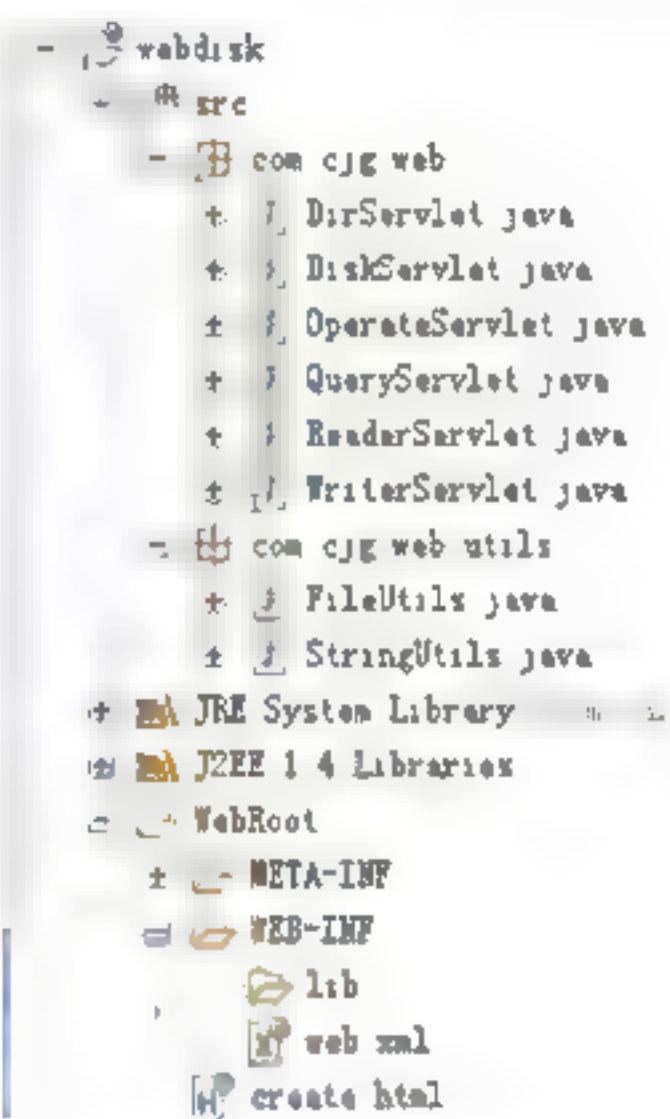 webdisk
src
com cjg web
DirServlet java
DiskServlet java
OperateServlet java
QueryServlet java
ReaderServlet java
WriterServlet java
com cjg web utils
FileUtils java
StringUtils java
JRE System Library
J2EE 1 4 Libraries
WebRoot
META-INF
WEB-INF
lib
web xml
create html